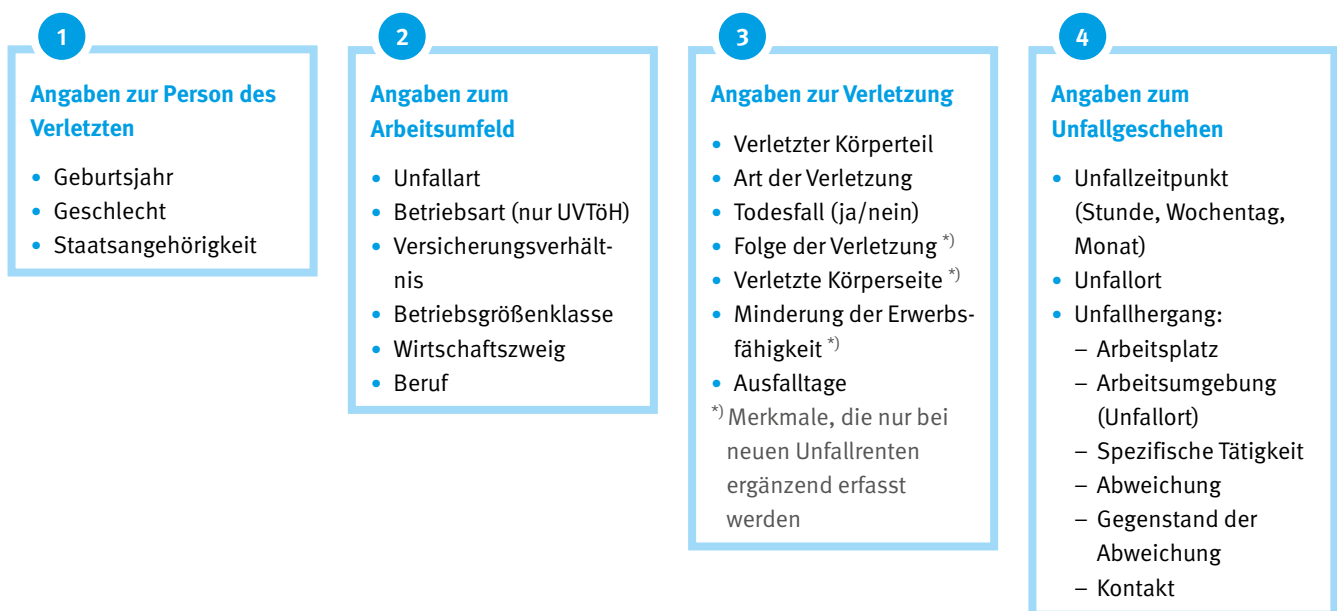 1
Angaben zur Person des
Verletzten
• Geburtsjahr
• Geschlecht
• Staatsangehörigkeit
2
Angaben zum
Arbeitsumfeld
• Unfallart
• Betriebsart (nur UVTöH)
• Versicherungsverhält-
nis
• Betriebsgrößenklasse
• Wirtschaftszweig
• Beruf
3
Angaben zur Verletzung
• Verletzter Körperteil
• Art der Verletzung
• Todesfall (ja/nein)
• Folge der Verletzung *)
• Verletzte Körperseite *)
• Minderung der Erwerbs-
fähigkeit *)
• Ausfalltage
*) Merkmale, die nur bei
neuen Unfallrenten
ergänzend erfasst
werden
4
Angaben zum
Unfallgeschehen
• Unfallzeitpunkt
(Stunde, Wochentag,
Monat)
• Unfallort
• Unfallhergang:
– Arbeitsplatz
– Arbeitsumgebung
(Unfallort)
– Spezifische Tätigkeit
– Abweichung
– Gegenstand der
Abweichung
– Kontakt